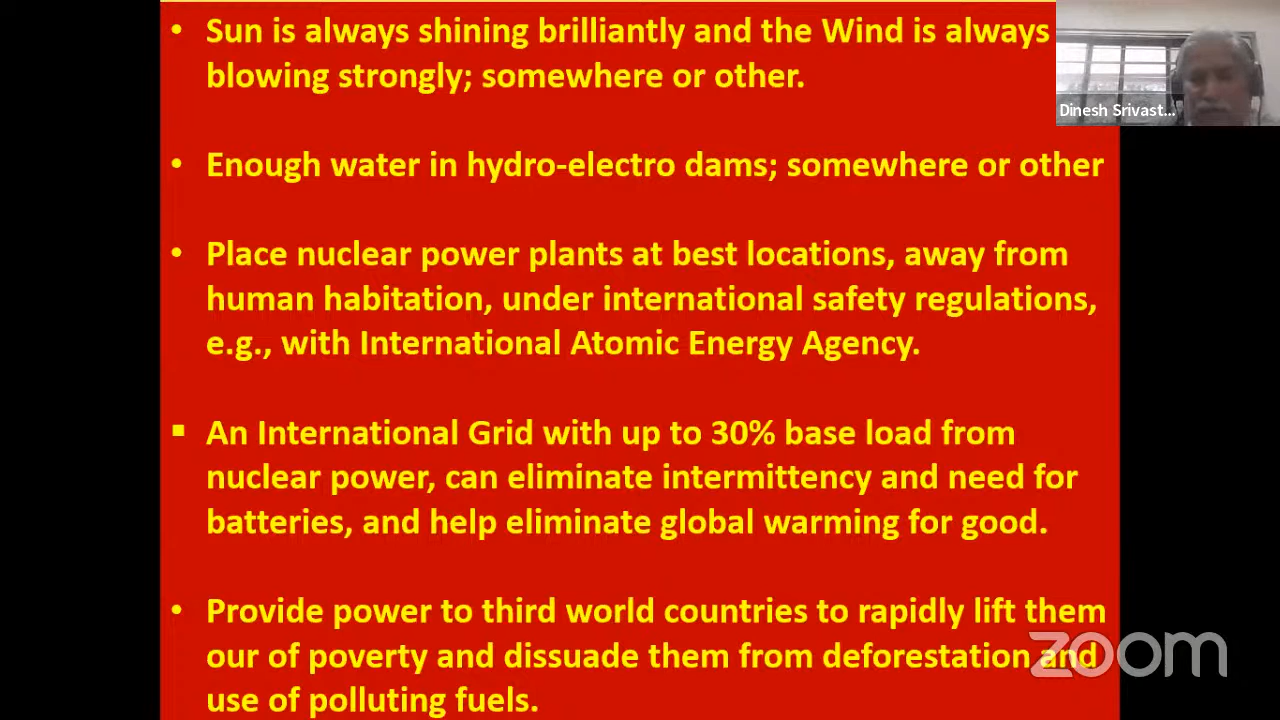 • Sun is always shining brilliantly and the Wind is always
blowing strongly; somewhere or other.
Dinesh Srivast...
• Enough water in hydro-electro dams; somewhere or other
• Place nuclear power plants at best locations, away from
human habitation, under international safety regulations,
e.g., with International Atomic Energy Agency.
▪ An International Grid with up to 30% base load from
nuclear power, can eliminate intermittency and need for
batteries, and help eliminate global warming for good.
• Provide power to third world countries to rapidly lift them
our of poverty and dissuade them from deforestation and
use of polluting fuels.
zoom